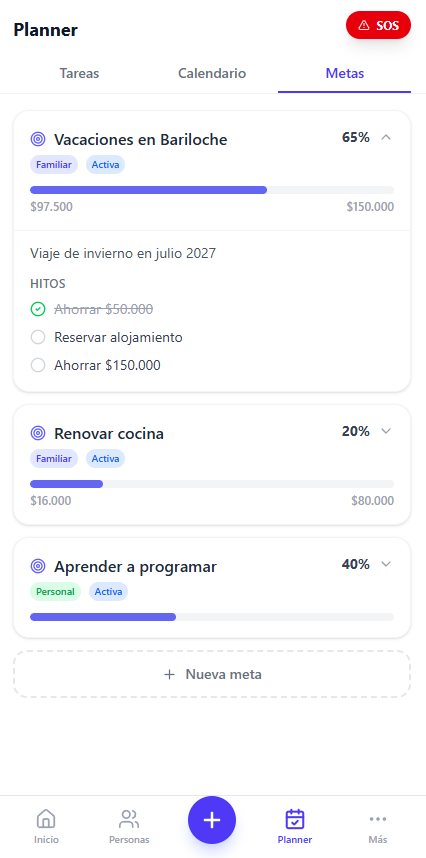 Planner
SOS
Tareas Calendario Metas
Vacaciones en Bariloche 65%
Familiar Activa
$97.500 $150.000
Viaje de invierno en julio 2027
HITOS
Ahorrar $50.000
Reservar alojamiento
Ahorrar $150.000
Renovar cocina 20%
Familiar Activa
$16.000 $80.000
Aprender a programar 40%
Personal Activa
+ Nueva meta
Inicio Personas Planner Más